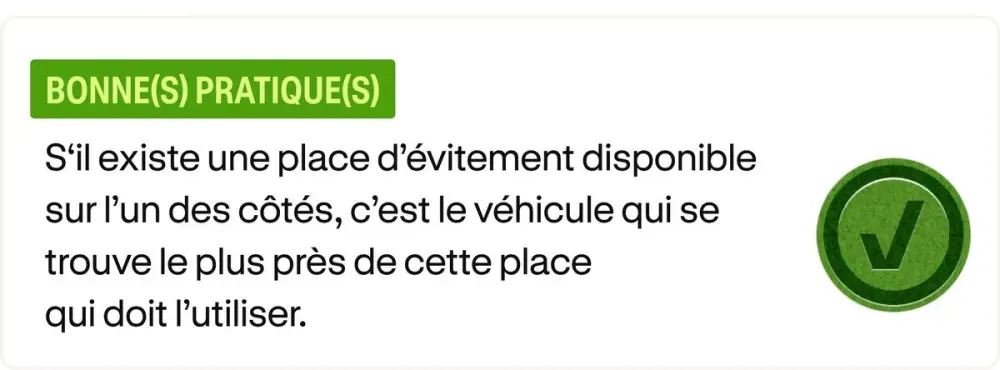 BONNE(S) PRATIQUE(S)
S‘il existe une place d’évitement disponible
sur l’un des côtés, c’est le véhicule qui se
trouve le plus près de cette place
qui doit l’utiliser.